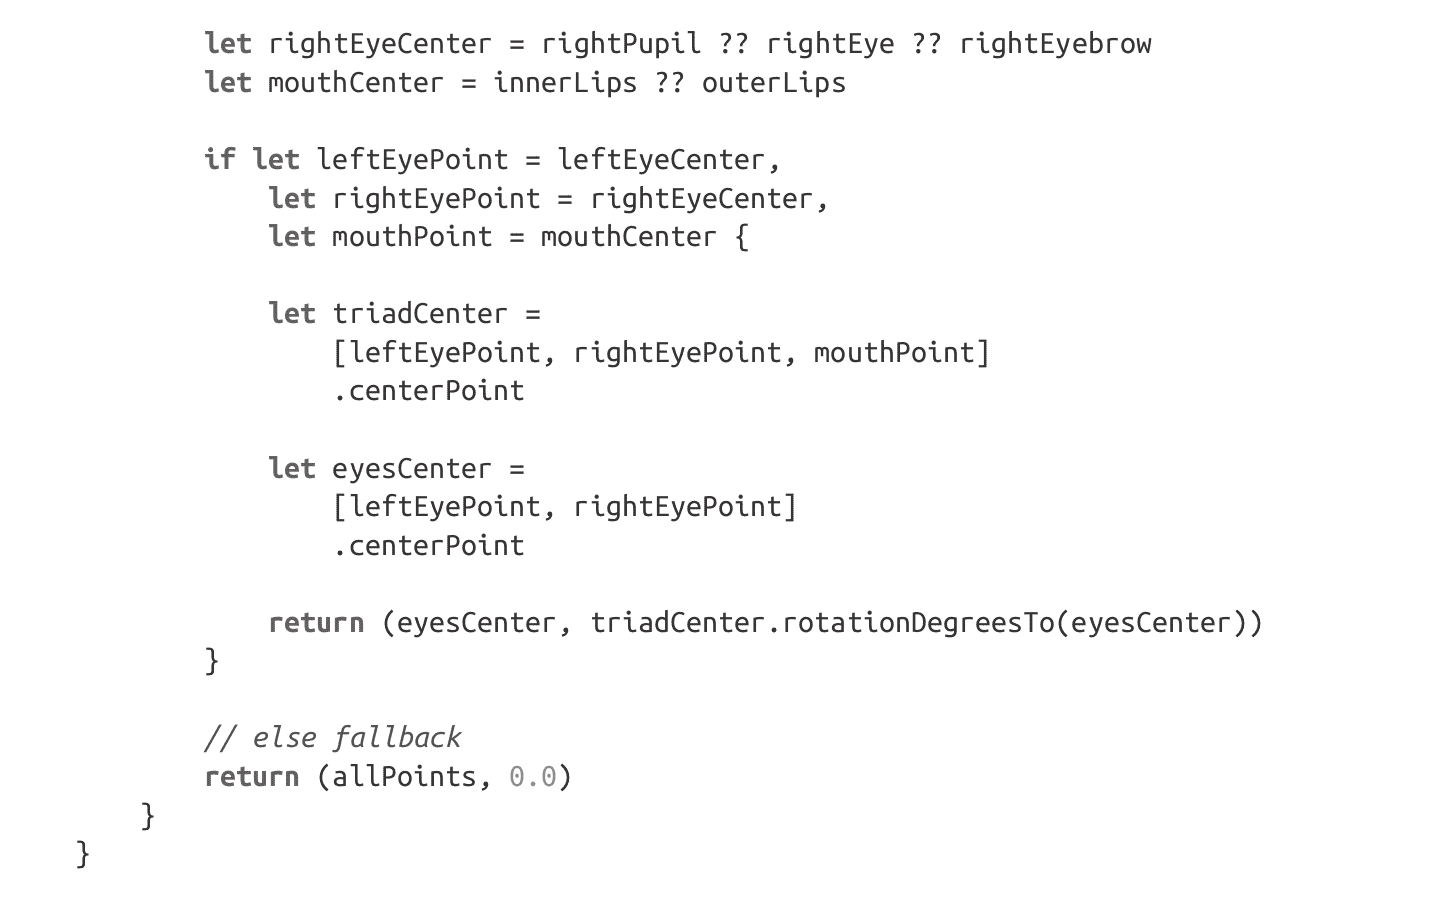 let rightEyeCenter = rightPupil ?? rightEye ?? rightEyebrow
let mouthCenter = innerLips ?? outerLips
if let leftEyePoint = leftEyeCenter,
let rightEyePoint = rightEyeCenter,
let mouthPoint = mouthCenter {
let triadCenter =
[leftEyePoint, rightEyePoint, mouthPoint]
.centerPoint
let eyesCenter =
[leftEyePoint, rightEyePoint]
.centerPoint
return (eyesCenter, triadCenter.rotationDegreesTo(eyesCenter))
}
// else fallback
return (allPoints, 0.0)
}
}